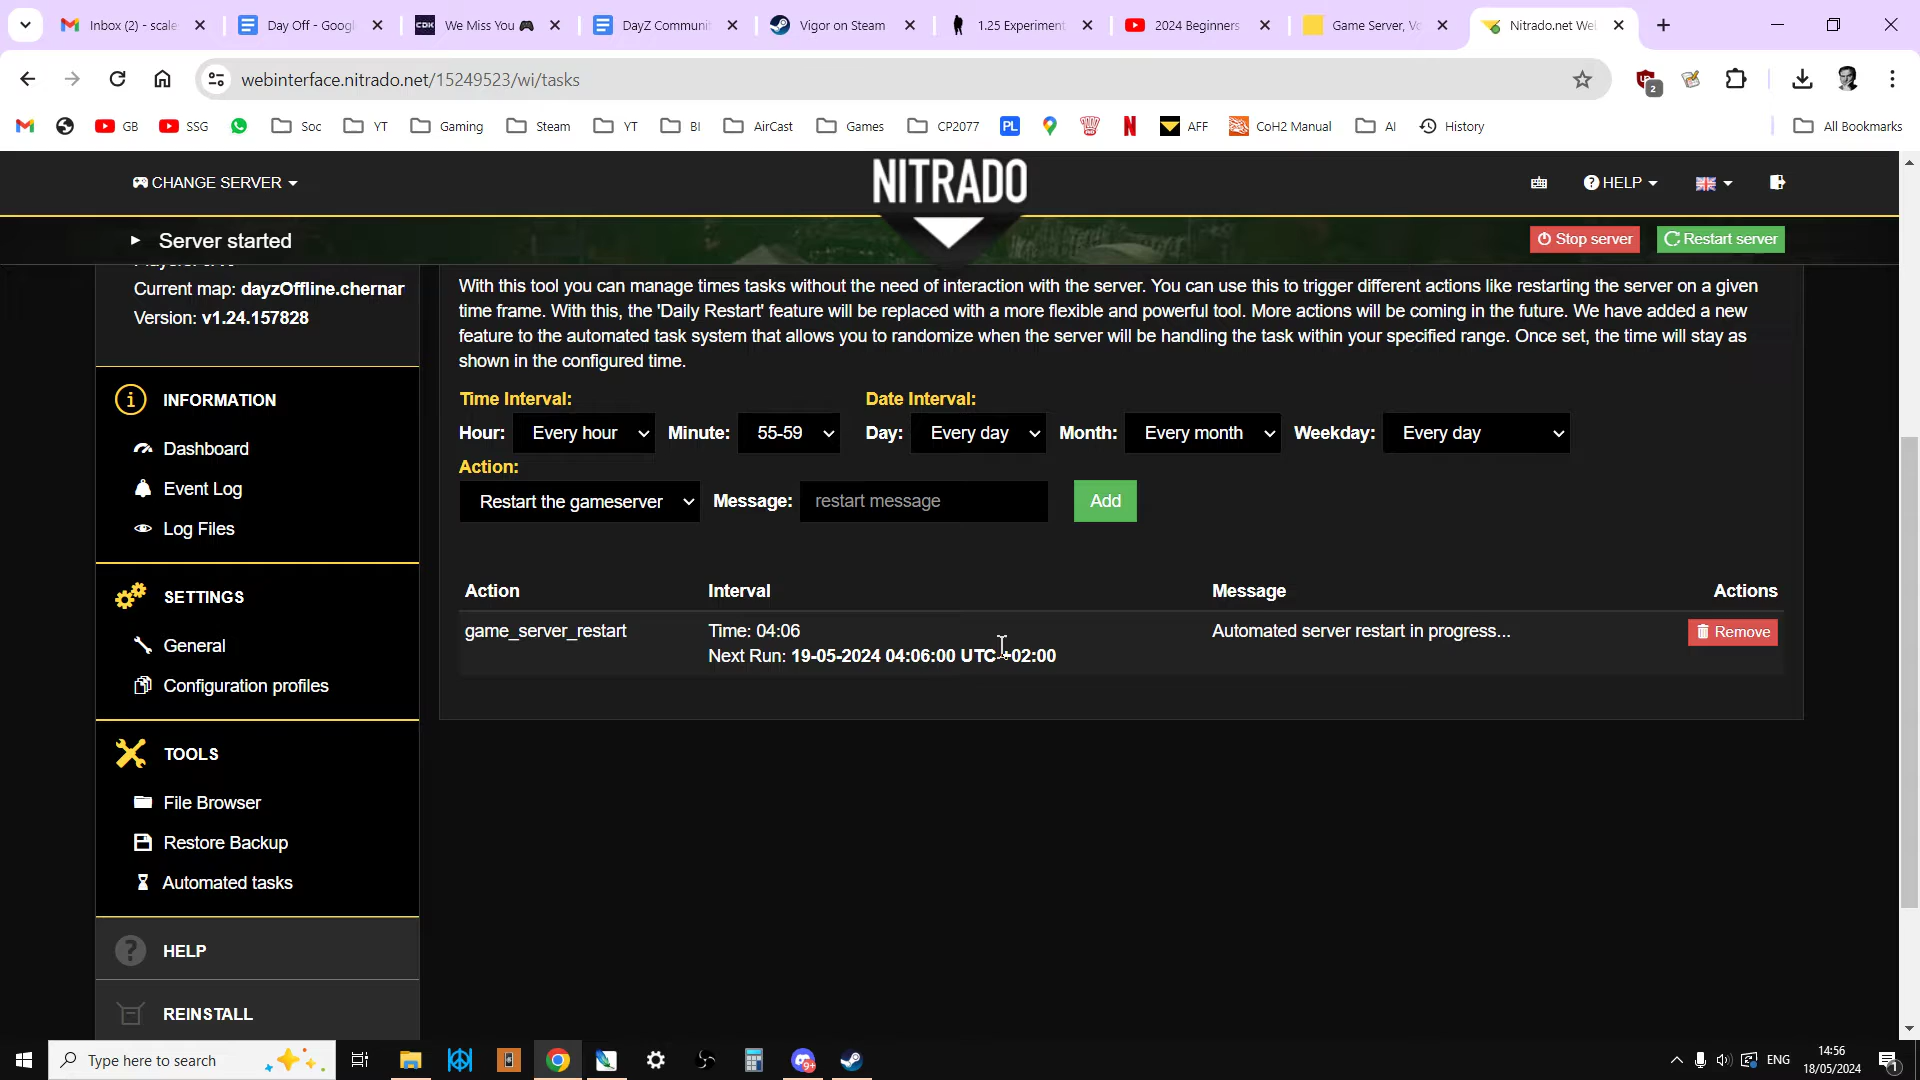 Inbox (2) - scale
Day Off - Googl
CDK
We Miss You 🎮
DayZ Communi
Vigor on Steam
1.25 Experiment
2024 Beginners
Game Server, Vo
Nitrado.net We
webinterface.nitrado.net/15249523/wi/tasks
2
GB
SSG
Soc
YT
Gaming
Steam
YT
BI
AirCast
Games
CP2077
PL
AFF
CoH2 Manual
AI
History
All Bookmarks
CHANGE SERVER
NITRADO
HELP
Server started
Stop server
Restart server
Current map: dayzOffline.chernar
Version: v1.24.157828
INFORMATION
Dashboard
Event Log
Log Files
SETTINGS
General
Configuration profiles
TOOLS
File Browser
Restore Backup
Automated tasks
HELP
REINSTALL
With this tool you can manage times tasks without the need of interaction with the server. You can use this to trigger different actions like restarting the server on a given
time frame. With this, the 'Daily Restart' feature will be replaced with a more flexible and powerful tool. More actions will be coming in the future. We have added a new
feature to the automated task system that allows you to randomize when the server will be handling the task within your specified range. Once set, the time will stay as
shown in the configured time.
Time Interval:
Date Interval:
Hour: Every hour Minute: 55-59 Day: Every day Month: Every month Weekday: Every day
Action:
Restart the gameserver Message: restart message Add
Action Interval Message Actions
game_server_restart Time: 04:06 Automated server restart in progress... Remove
Next Run: 19-05-2024 04:06:00 UTC +02:00
Type here to search
9+
ENG
14:56
18/05/2024
1